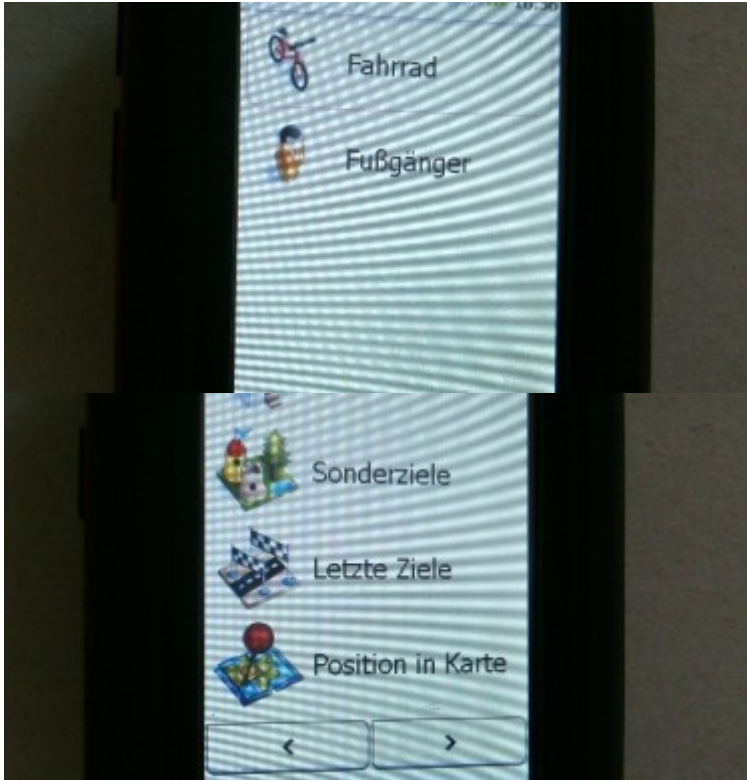 Fahrrad
Fußgänger
Sonderziele
Letzte Ziele
Position in Karte
< >